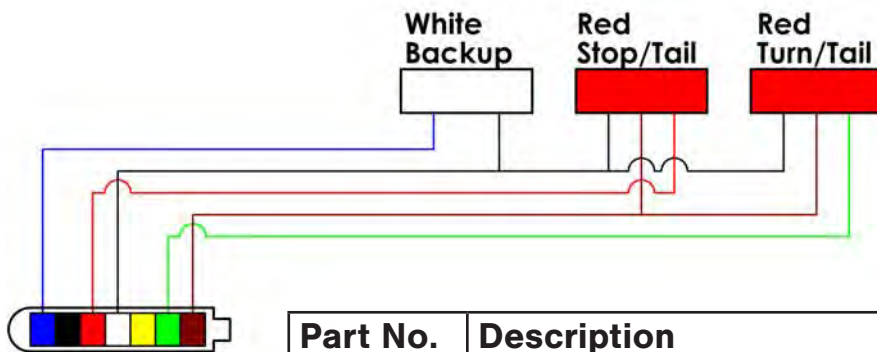 White
Backup
Red
Stop/Tail
Red
Turn/Tail
Part No.
Description